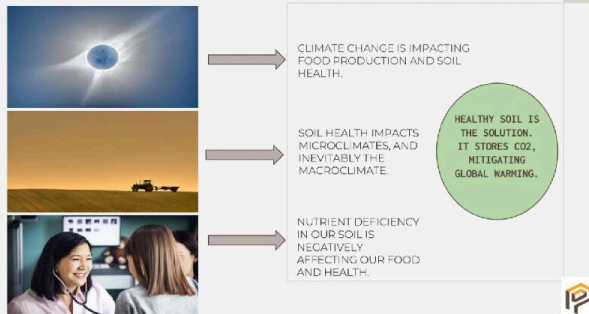 CLIMATE CHANGE IS IMPACTING
FOOD PRODUCTION AND SOIL
HEALTH.
SOIL HEALTH IMPACTS
MICROCLIMATES, AND
INEVITABLY THE
MACROCLIMATE.
HEALTHY SOIL IS
THE SOLUTION.
IT STORES CO2,
MITIGATING
GLOBAL WARMING.
NUTRIENT DEFICIENCY
IN OUR SOIL IS
NEGATIVELY
AFFECTING OUR FOOD
AND HEALTH.